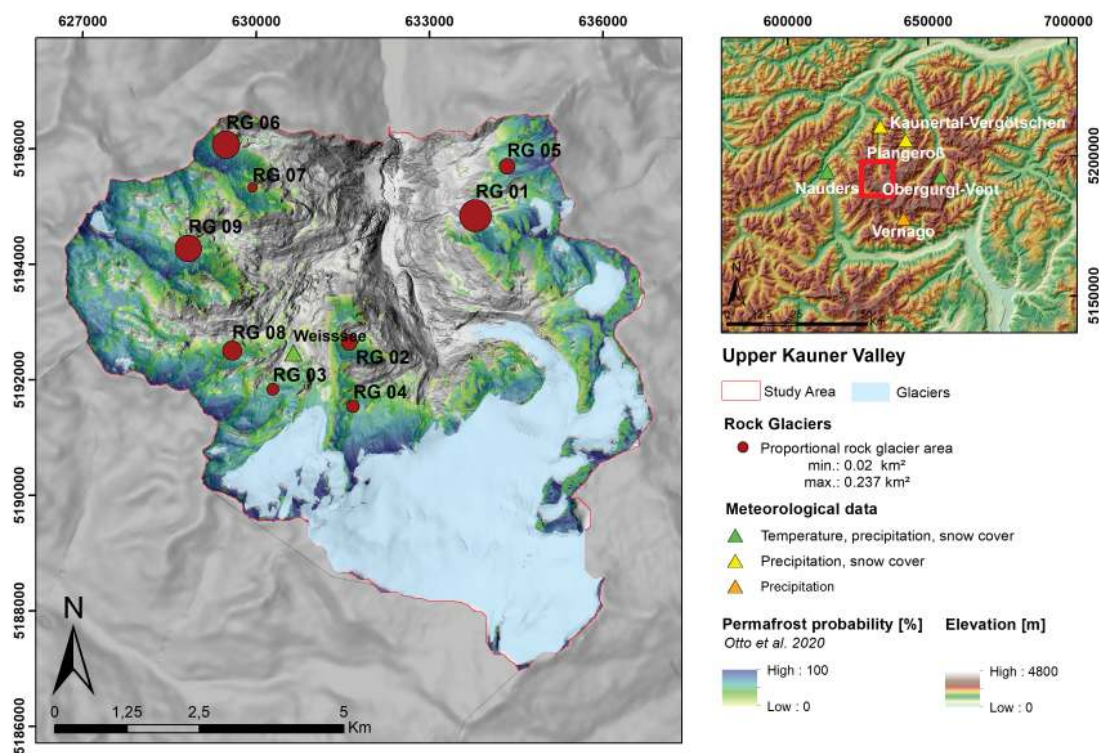 627000
630000
633000
636000
5196000
5194000
5192000
5190000
5188000
5186000
RG 06
RG 07
RG 05
RG 01
RG 09
RG 08
Weisssee
RG 02
RG 03
RG 04
N
0
1,25
2,5
5
Km
600000
650000
700000
5200000
5150000
Kaunertal-Vergötschen
Plangeroß
Nauders
Obergurgl-Vent
Vernago
N
Upper Kauner Valley
Study Area
Glaciers
Rock Glaciers
Proportional rock glacier area
min.: 0.02 km²
max.: 0.237 km²
Meteorological data
Temperature, precipitation, snow cover
Precipitation, snow cover
Precipitation
Permafrost probability [%]
Otto et al. 2020
High : 100
Low : 0
Elevation [m]
High : 4800
Low : 0